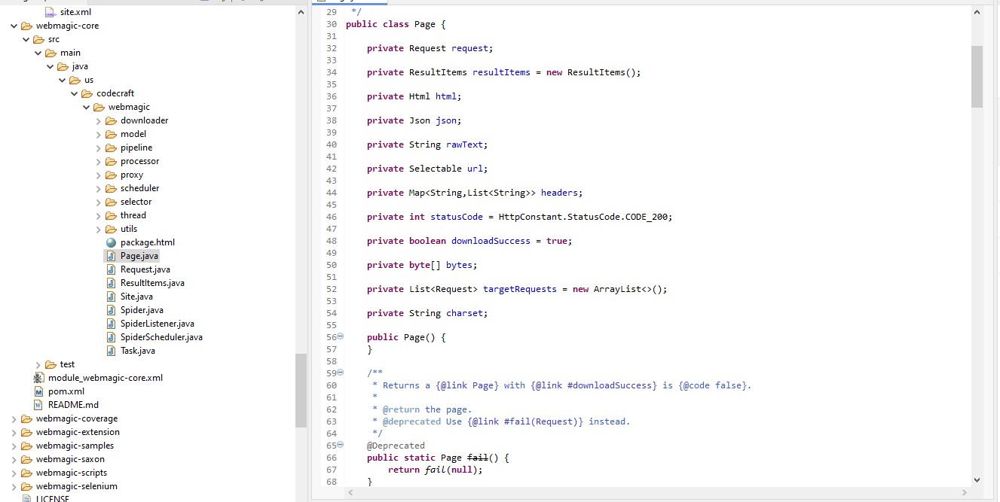 site.xml
webmagic-core
src
main
java
us
codecraft
webmagic
downloader
model
pipeline
processor
proxy
scheduler
selector
thread
utils
package.html
Page.java
Request.java
ResultItems.java
Site.java
Spider.java
SpiderListener.java
SpiderScheduler.java
Task.java
test
module_webmagic-core.xml
pom.xml
README.md
webmagic-coverage
webmagic-extension
webmagic-samples
webmagic-saxon
webmagic-scripts
webmagic-selenium
LICENSE
29 */
30 public class Page {
31
32 private Request request;
33
34 private ResultItems resultItems = new ResultItems();
35
36 private Html html;
37
38 private Json json;
39
40 private String rawText;
41
42 private Selectable url;
43
44 private Map<String,List<String>> headers;
45
46 private int statusCode = HttpConstant.StatusCode.CODE_200;
47
48 private boolean downloadSuccess = true;
49
50 private byte[] bytes;
51
52 private List<Request> targetRequests = new ArrayList<>();
53
54 private String charset;
55
56 public Page() {
57 }
58
59 /**
60 * Returns a {@link Page} with {@link #downloadSuccess} is {@code false}.
61 *
62 * @return the page.
63 * @deprecated Use {@link #fail(Request)} instead.
64 */
65 @Deprecated
66 public static Page fail() {
67 return fail(null);
68 }